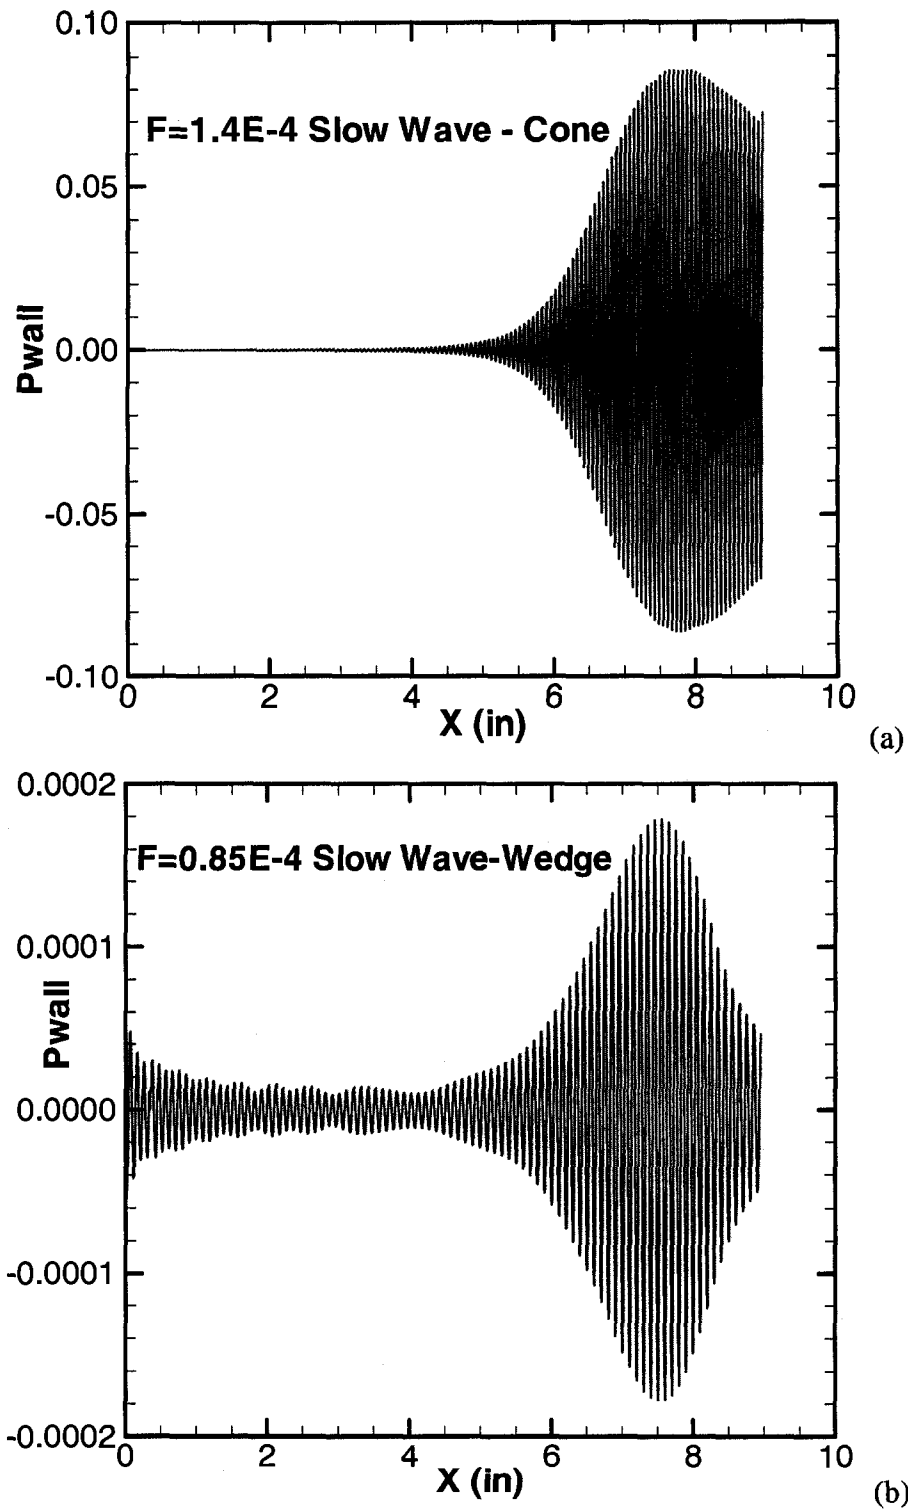 0.10
F=1.4E-4 Slow Wave - Cone
0.05
Pwall
0.00
-0.05
-0.10
0 2 4 6 8 10
X (in)
(a)
0.0002
F=0.85E-4 Slow Wave-Wedge
0.0001
Pwall
0.0000
-0.0001
-0.0002
0 2 4 6 8 10
X (in)
(b)